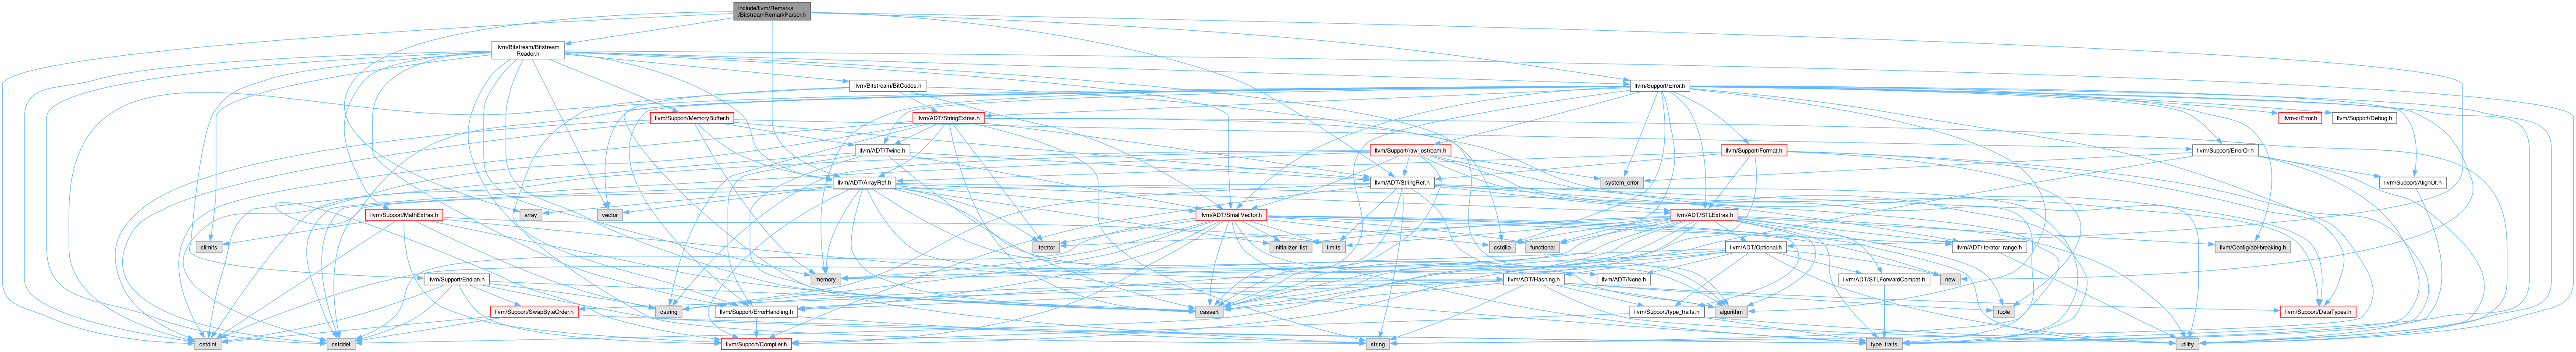 include/llvm/Remarks
/BitstreamRemarkParser.h
llvm/Bitstream/Bitstream
Reader.h
llvm/Bitstream/BitCodes.h
llvm/Support/Error.h
llvm/Support/MemoryBuffer.h
llvm/ADT/StringExtras.h
llvm-c/Error.h
llvm/Support/Debug.h
llvm/ADT/Twine.h
llvm/Support/raw_ostream.h
llvm/Support/Format.h
llvm/Support/ErrorOr.h
llvm/ADT/ArrayRef.h
llvm/ADT/StringRef.h
system_error
llvm/Support/AlignOf.h
llvm/Support/MathExtras.h
array
vector
llvm/ADT/SmallVector.h
llvm/ADT/STLExtras.h
climits
iterator
initializer_list
limits
cstdlib
functional
llvm/ADT/iterator_range.h
llvm/Config/abi-breaking.h
llvm/ADT/Optional.h
llvm/Support/Endian.h
memory
llvm/ADT/Hashing.h
llvm/ADT/None.h
llvm/ADT/STLForwardCompat.h
new
llvm/Support/SwapByteOrder.h
cstring
llvm/Support/ErrorHandling.h
cassert
llvm/Support/type_traits.h
algorithm
tuple
llvm/Support/DataTypes.h
cstdint
cstddef
string
llvm/Support/Compiler.h
type_traits
utility